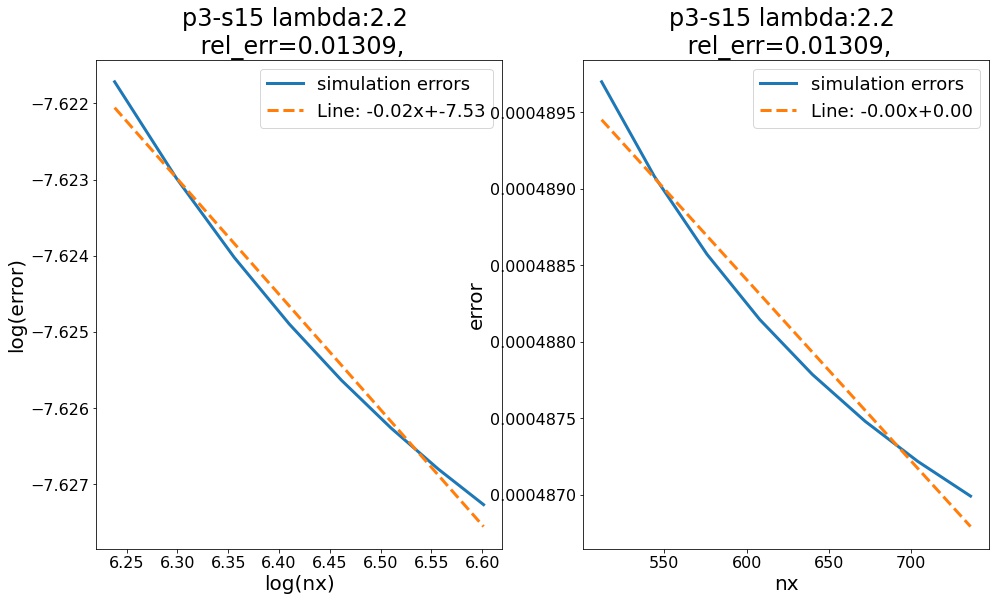 p3-s15 lambda:2.2
rel_err=0.01309,
simulation errors
Line: -0.02x+-7.53
−7.622
−7.623
−7.624
−7.625
−7.626
−7.627
log(error)
6.25 6.30 6.35 6.40 6.45 6.50 6.55 6.60
log(nx)
p3-s15 lambda:2.2
rel_err=0.01309,
simulation errors
Line: -0.00x+0.00
0.0004895
0.0004890
0.0004885
0.0004880
0.0004875
0.0004870
error
550 600 650 700
nx